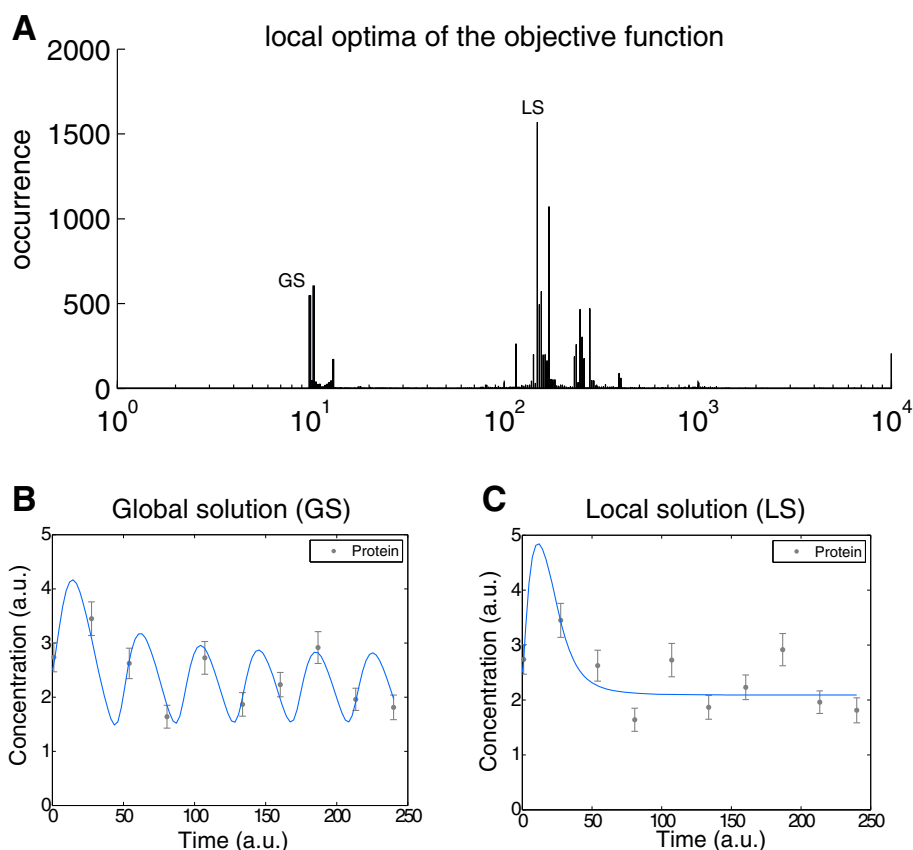 A
local optima of the objective function
2000
1500
1000
500
0
occurrence
GS
LS
10^0
10^1
10^2
10^3
10^4
B
Global solution (GS)
Protein
5
4
3
2
1
0
Concentration (a.u.)
0 50 100 150 200 250
Time (a.u.)
C
Local solution (LS)
Protein
5
4
3
2
1
0
Concentration (a.u.)
0 50 100 150 200 250
Time (a.u.)